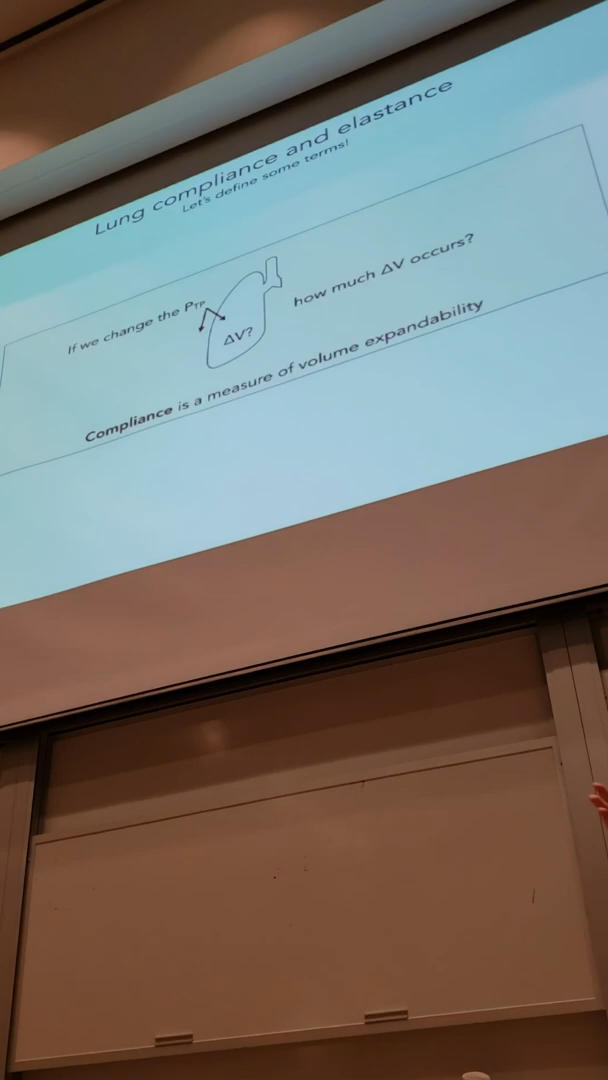 Lung compliance and elastance
Let's define some terms!
If we change the PTP
ΔV?
how much ΔV occurs?
Compliance is a measure of volume expandability